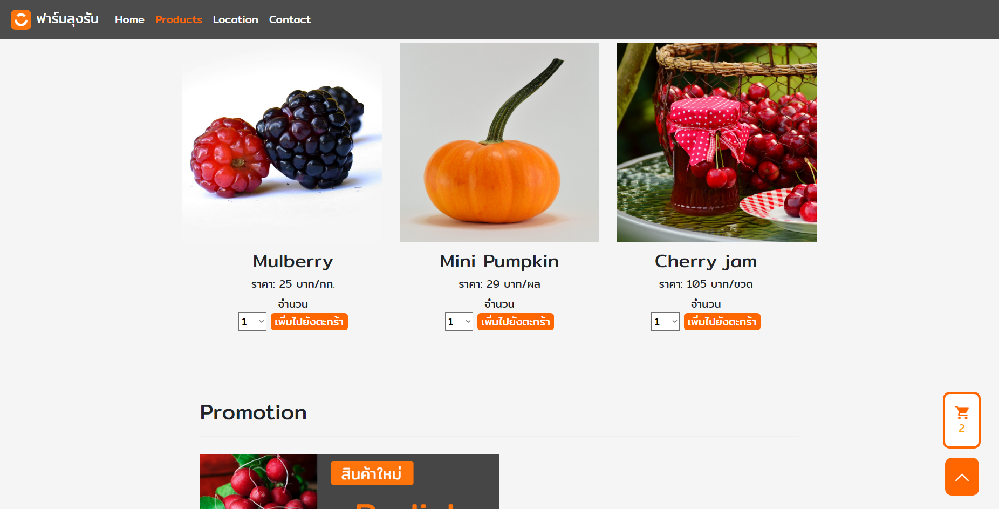 ฟาร์มลุงรัน Home Products Location Contact
Mulberry
ราคา: 25 บาท/กก.
จำนวน
1 เพิ่มไปยังตะกร้า
Mini Pumpkin
ราคา: 29 บาท/ผล
จำนวน
1 เพิ่มไปยังตะกร้า
Cherry jam
ราคา: 105 บาท/ขวด
จำนวน
1 เพิ่มไปยังตะกร้า
2
Promotion
สินค้าใหม่